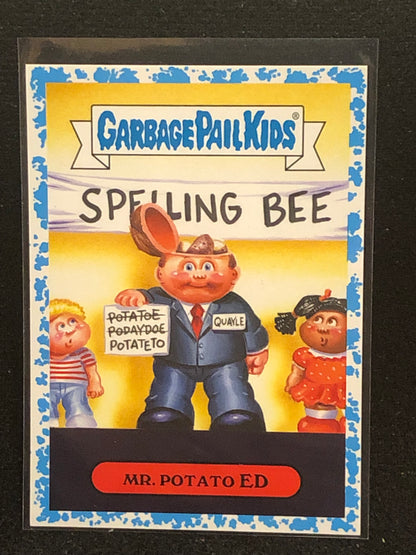 GARBAGE PAIL KIDS®
SPELLING BEE
POTATOE
PODAYDOE
POTATETO
QUAYLE
MR. POTATO ED